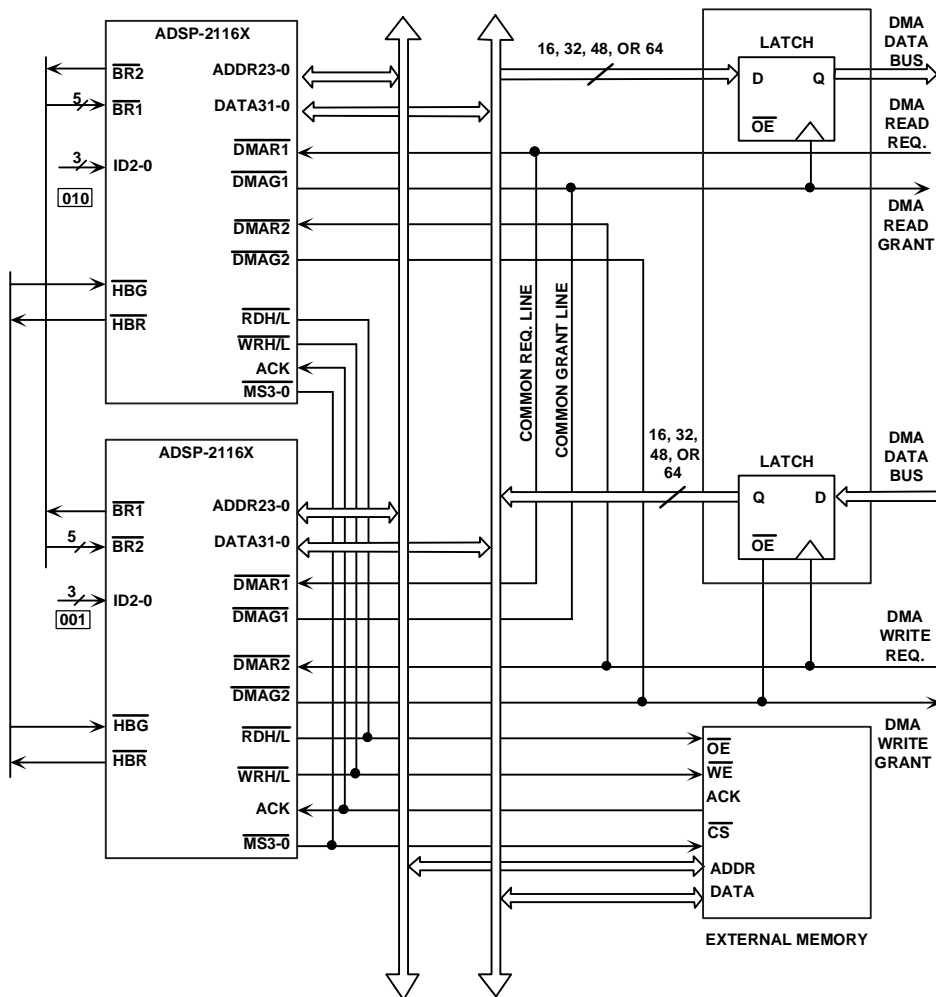 ADSP-2116X
BR2
5
BR1
3
ID2-0
010
HBG
HBR
ADDR23-0
DATA31-0
DMAR1
DMAG1
DMAR2
DMAG2
RDH/L
WRH/L
ACK
MS3-0
ADSP-2116X
BR1
5
BR2
3
ID2-0
001
HBG
HBR
ADDR23-0
DATA31-0
DMAR1
DMAG1
DMAR2
DMAG2
RDH/L
WRH/L
ACK
MS3-0
16, 32, 48, OR 64
COMMON REQ. LINE
COMMON GRANT LINE
LATCH
D
Q
OE
DMA
DATA
BUS
DMA
READ
REQ.
DMA
READ
GRANT
16, 32,
48, OR
64
LATCH
Q
D
OE
DMA
DATA
BUS
DMA
WRITE
REQ.
DMA
WRITE
GRANT
OE
WE
ACK
CS
ADDR
DATA
EXTERNAL MEMORY